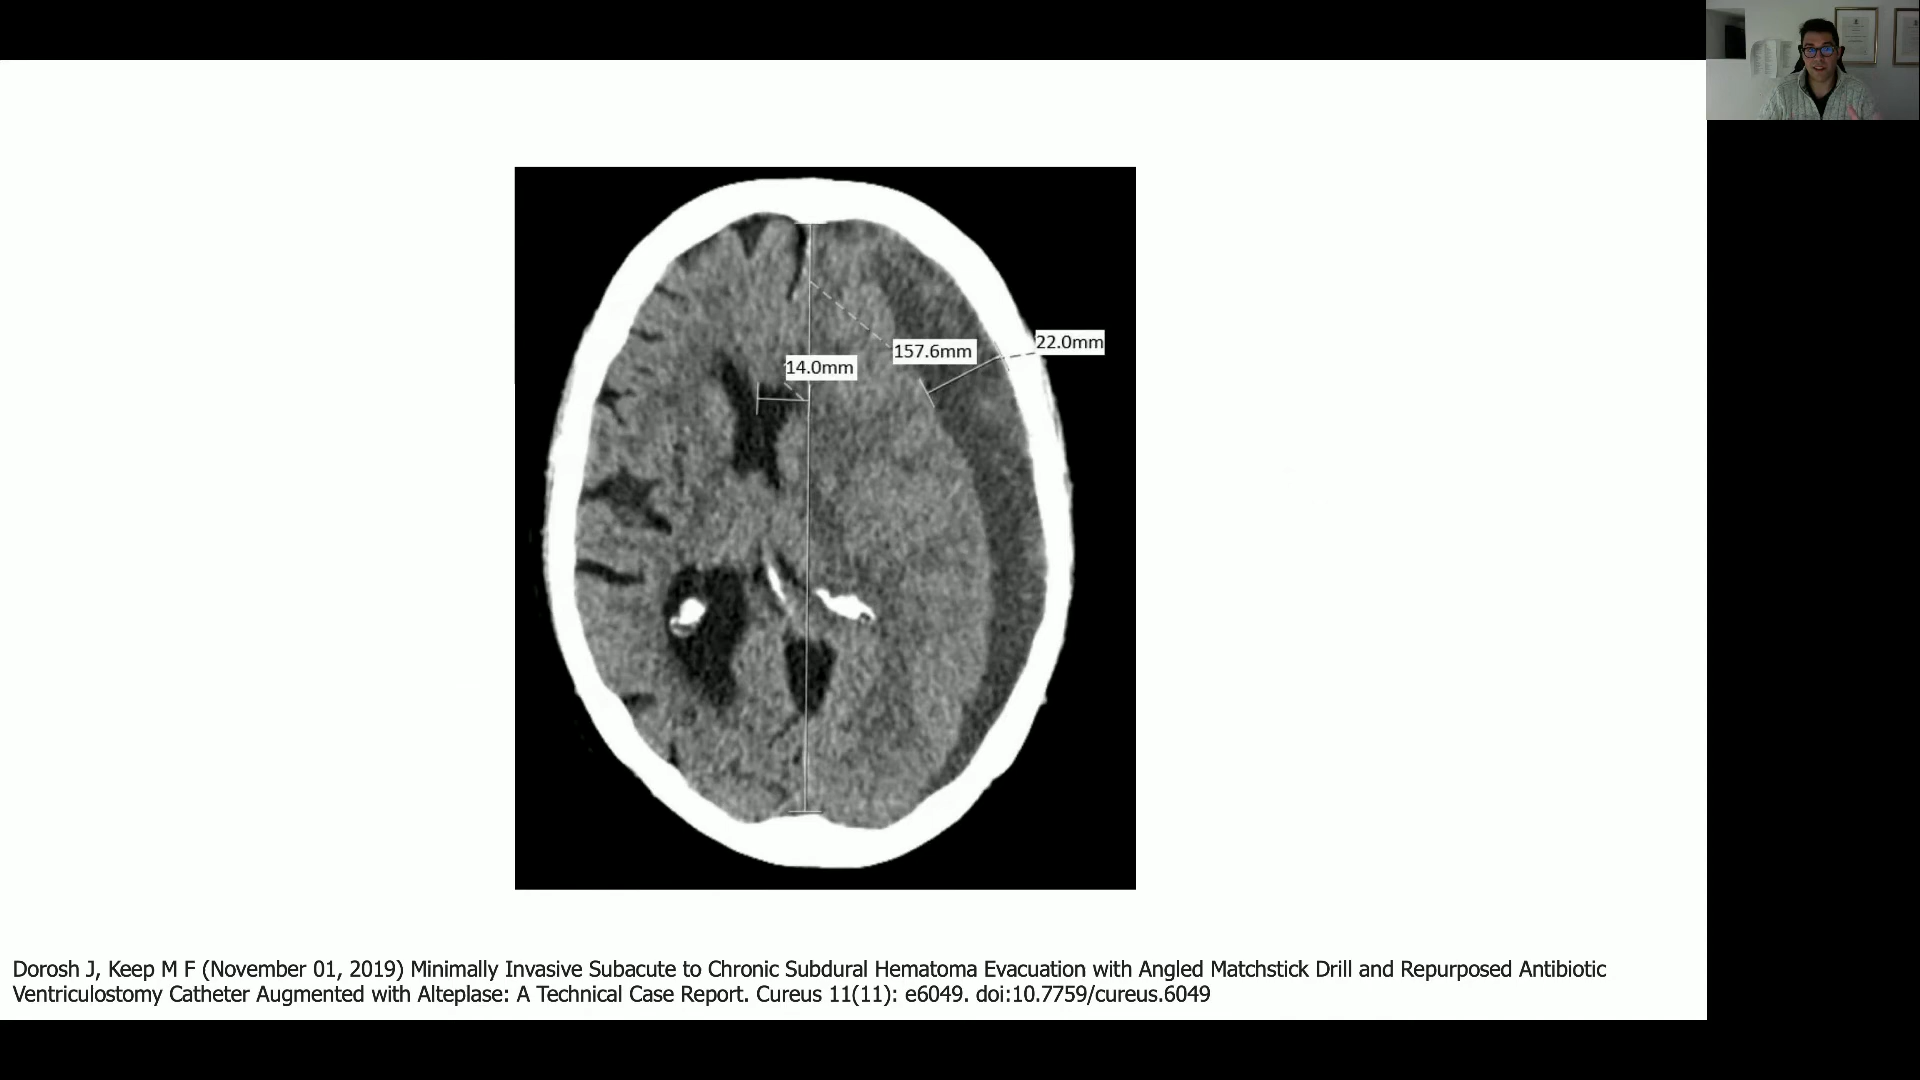 22.0mm
157.6mm
14.0mm
Dorosh J, Keep M F (November 01, 2019) Minimally Invasive Subacute to Chronic Subdural Hematoma Evacuation with Angled Matchstick Drill and Repurposed Antibiotic
Ventriculostomy Catheter Augmented with Alteplase: A Technical Case Report. Cureus 11(11): e6049. doi:10.7759/cureus.6049